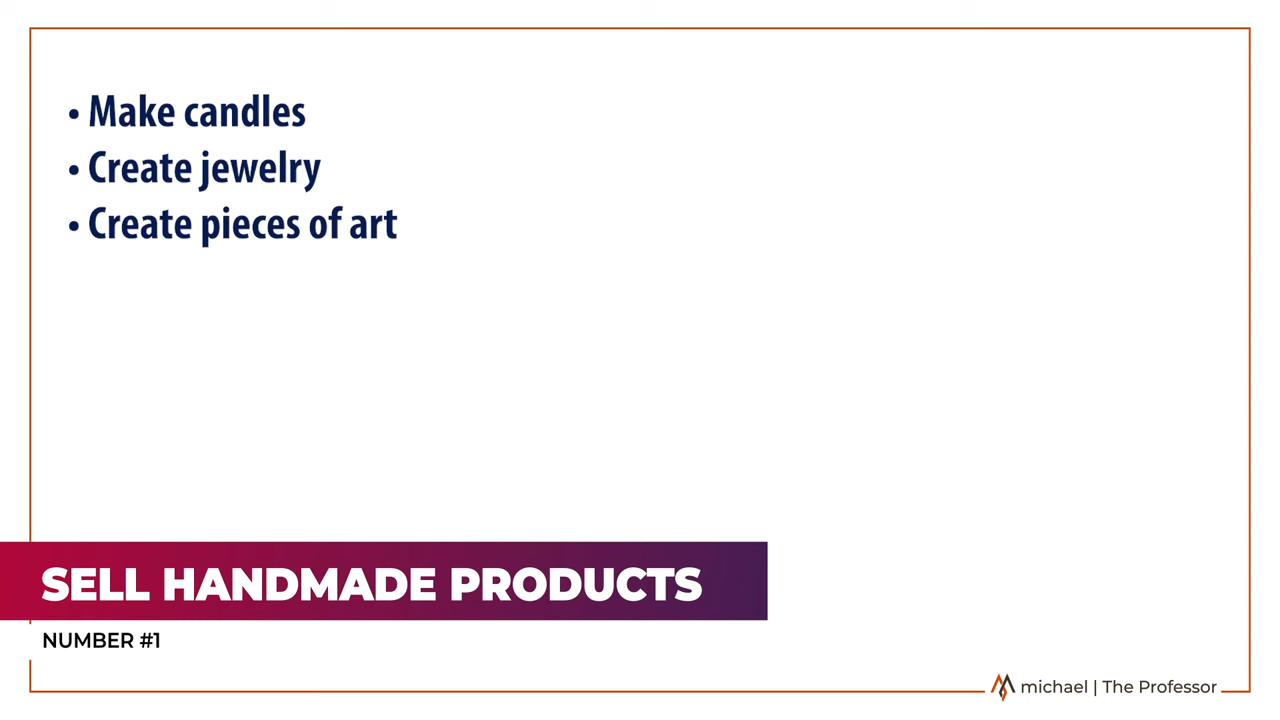 • Make candles
• Create jewelry
• Create pieces of art
SELL HANDMADE PRODUCTS
NUMBER #1
michael | The Professor